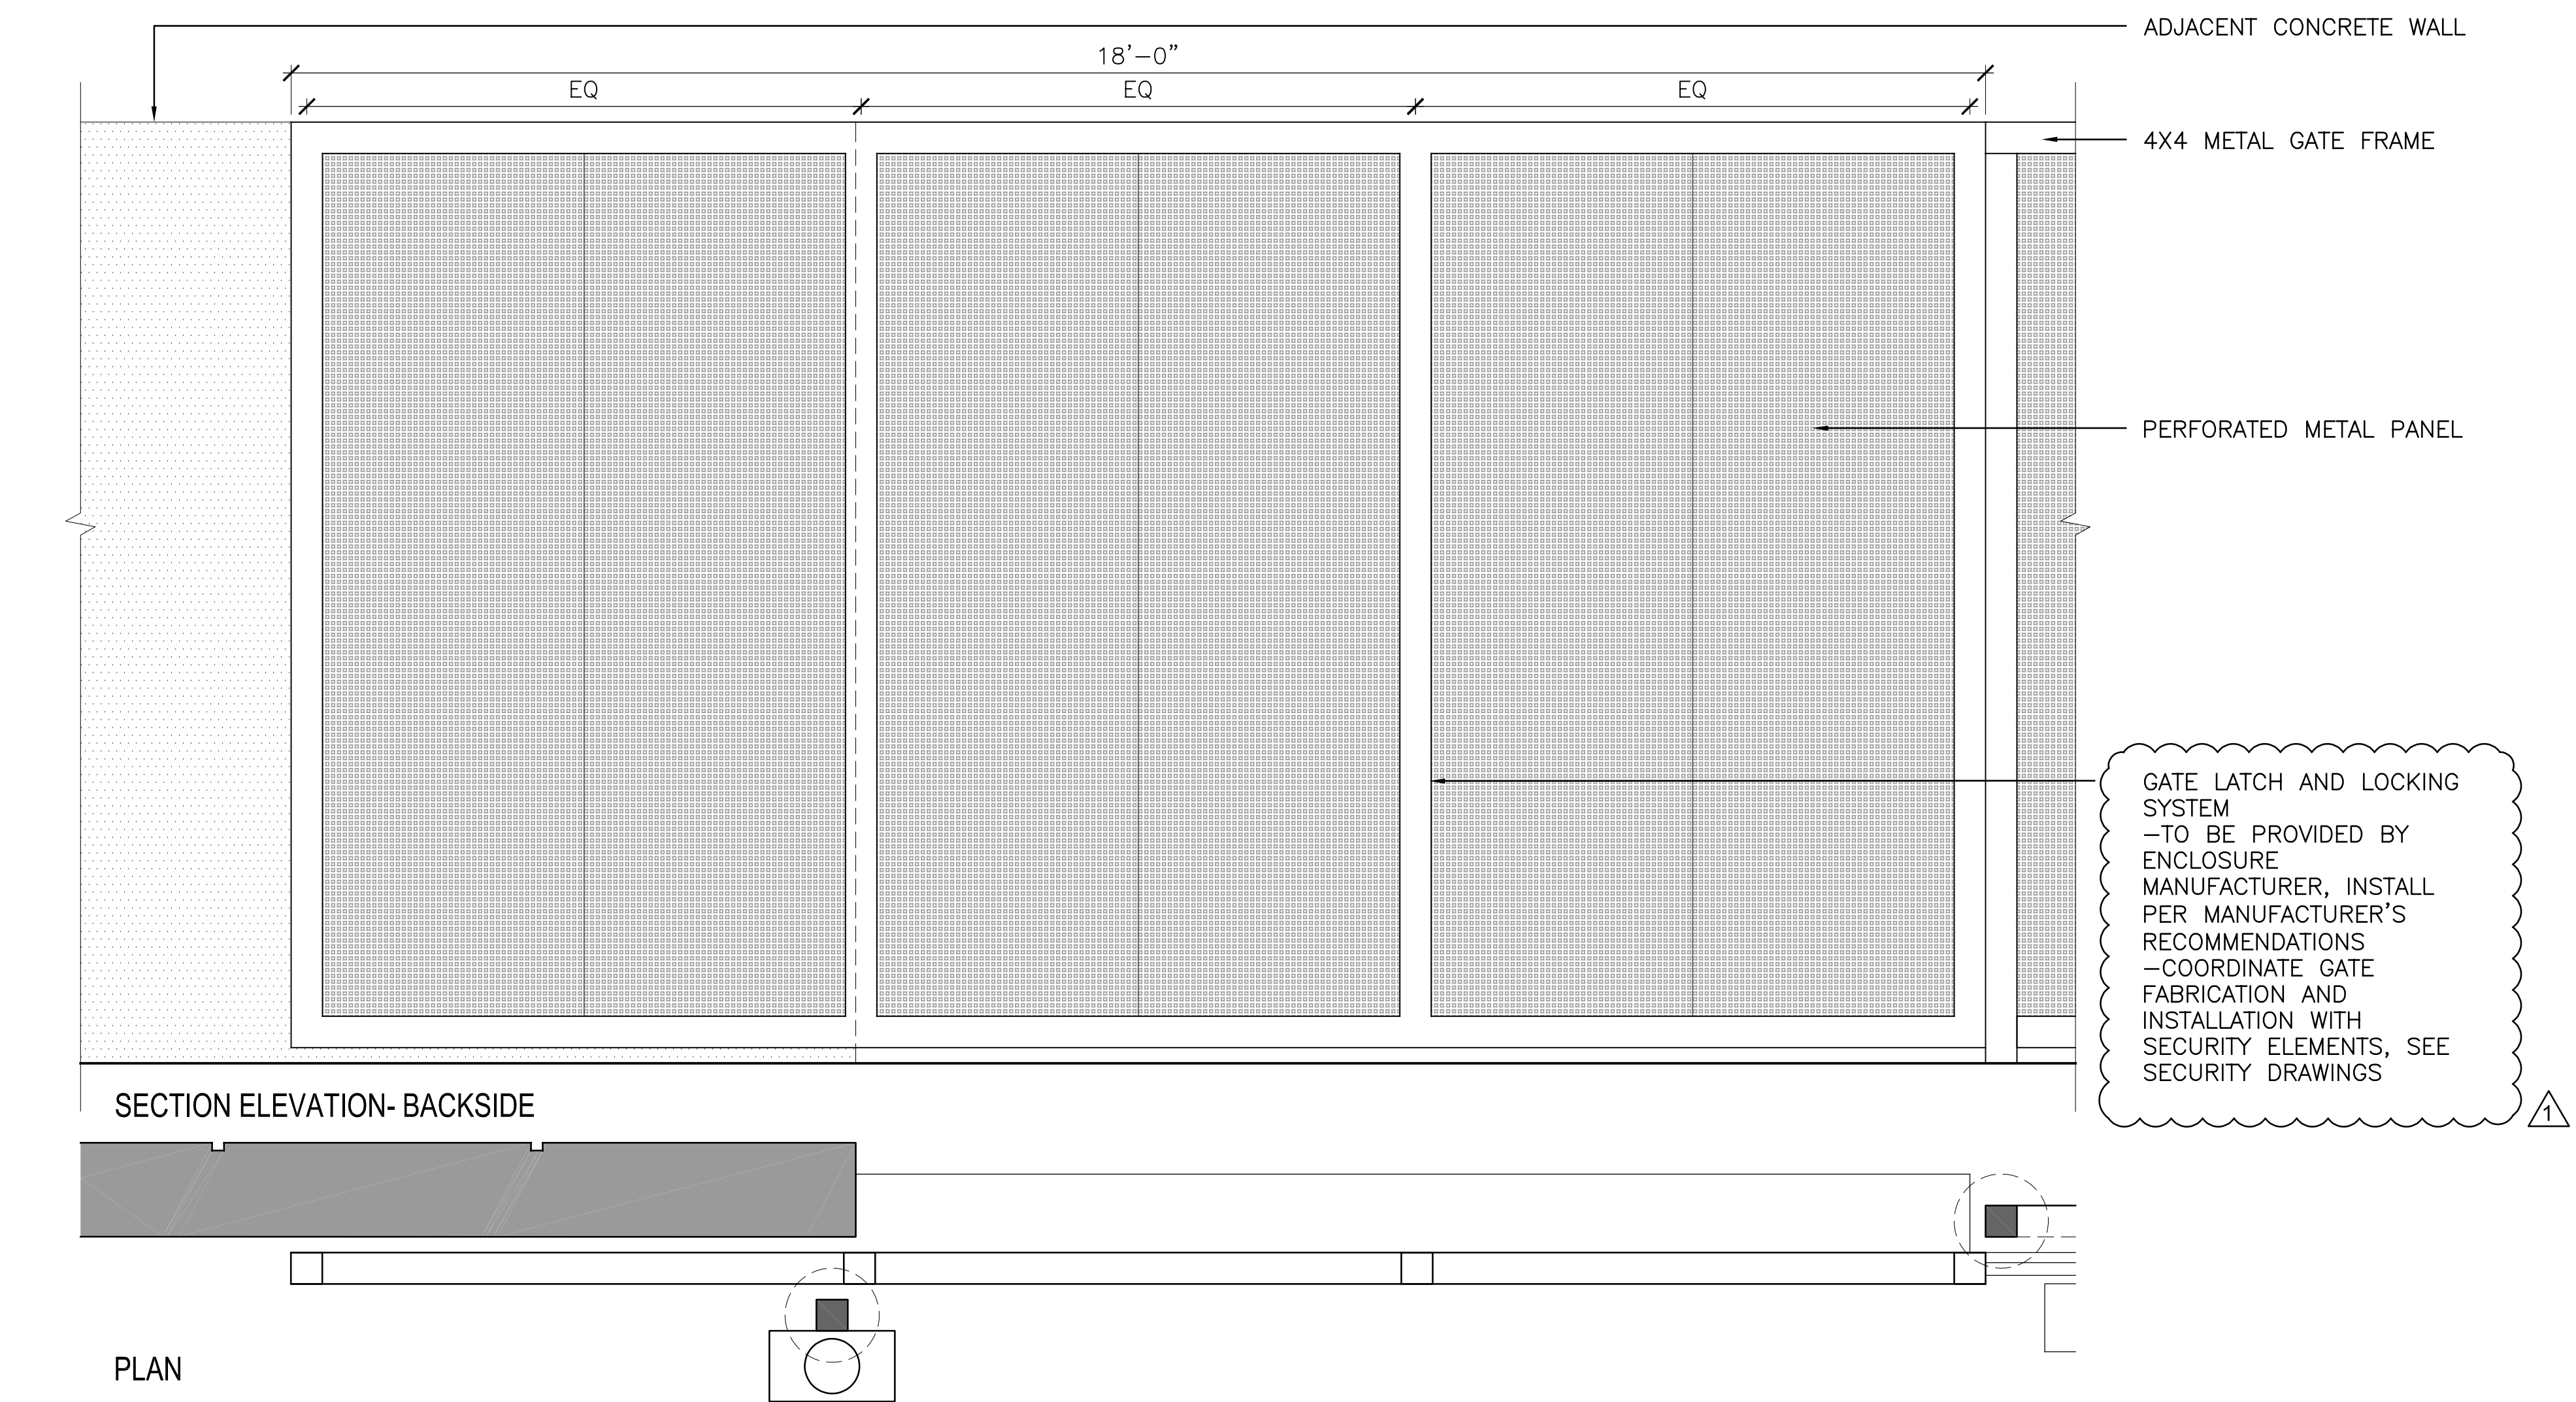 ADJACENT CONCRETE WALL
18'-0"
EQ EQ EQ
4X4 METAL GATE FRAME
PERFORATED METAL PANEL
GATE LATCH AND LOCKING
SYSTEM
-TO BE PROVIDED BY
ENCLOSURE
MANUFACTURER, INSTALL
PER MANUFACTURER'S
RECOMMENDATIONS
-COORDINATE GATE
FABRICATION AND
INSTALLATION WITH
SECURITY ELEMENTS, SEE
SECURITY DRAWINGS
1
SECTION ELEVATION- BACKSIDE
PLAN